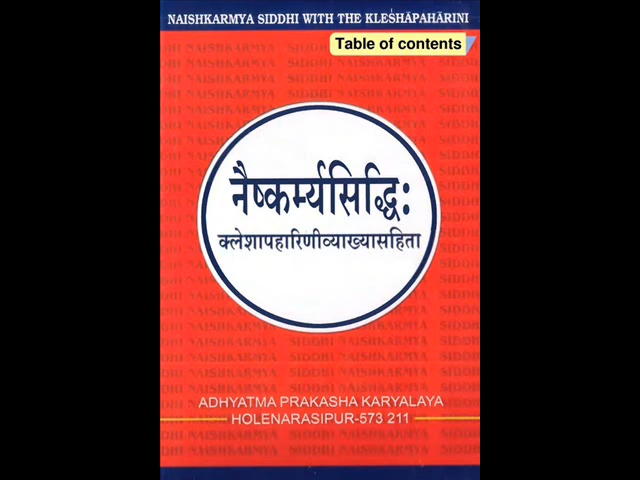 NAISHKARMYA SIDDHI WITH THE KLEŚHĀPAHĀRINI
Table of contents
नैष्कर्म्यसिद्धिः
क्लेशापहारिणीव्याख्यासहिता
ADHYATMA PRAKASHA KARYALAYA
HOLENARASIPUR-573 211